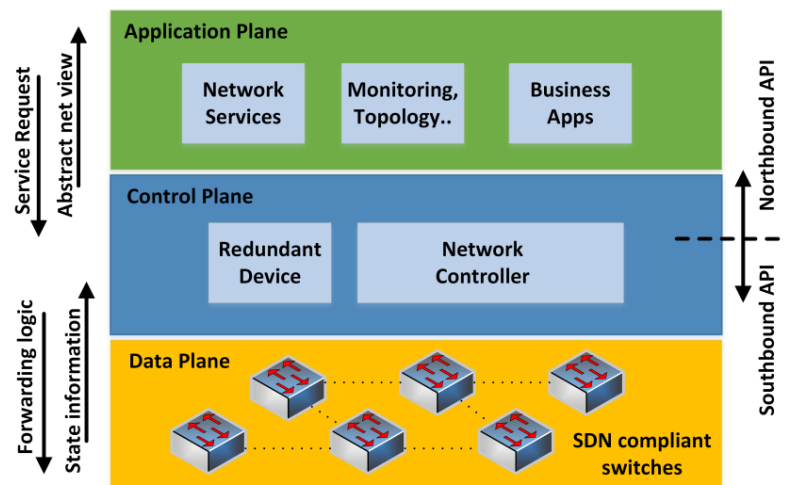 Application Plane
Network
Services
Monitoring,
Topology..
Business
Apps
Service Request
Abstract net view
Northbound API
Control Plane
Redundant
Device
Network
Controller
Forwarding logic
State information
Southbound API
Data Plane
SDN compliant
switches